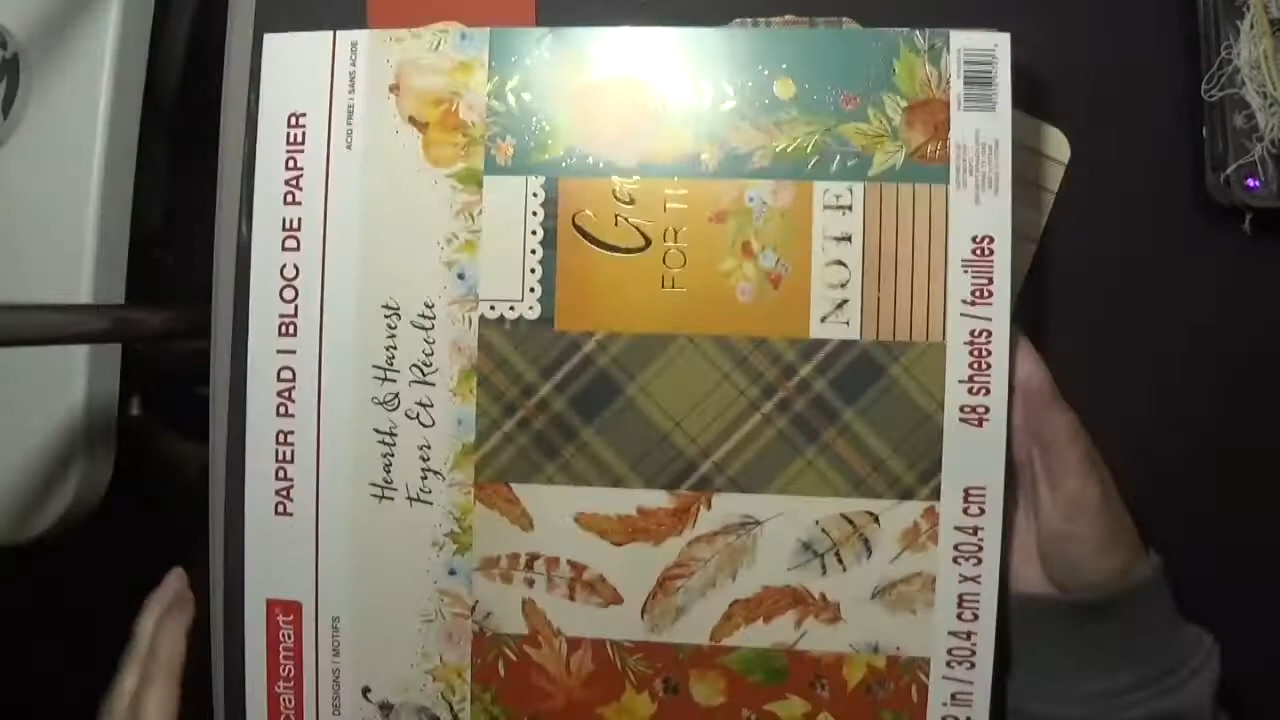 craftsmart®
PAPER PAD | BLOC DE PAPIER
ACID FREE | SANS ACIDE
DESIGNS / MOTIFS
Hearth & Harvest
Foyer Et Récolte
FOR
NOTE
48 sheets / feuilles
in / 30.4 cm x 30.4 cm